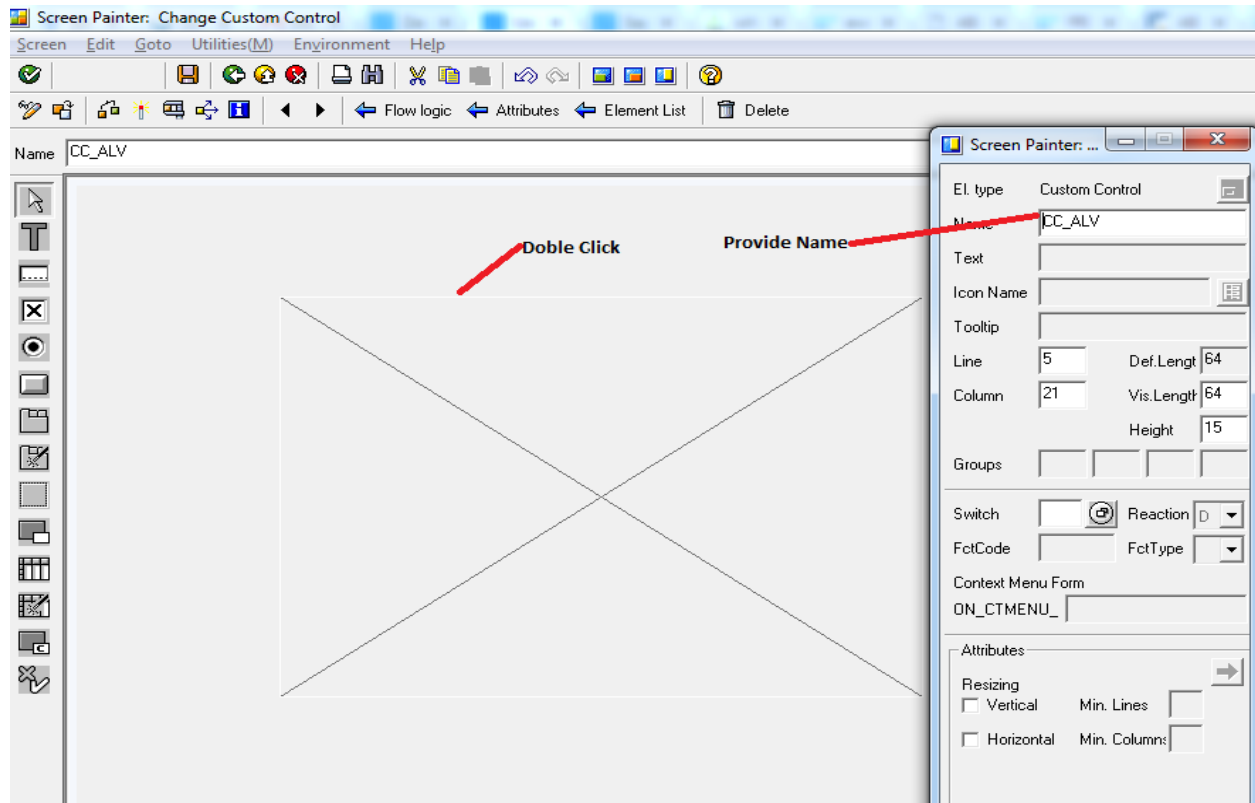 Screen Painter: Change Custom Control
Screen Edit Goto Utilities(M) Environment Help
Flow logic Attributes Element List Delete
Name CC_ALV
Doble Click
Provide Name
Screen Painter: ...
El. type Custom Control
Name CC_ALV
Text
Icon Name
Tooltip
Line 5 Def.Lengt 64
Column 21 Vis.Length 64
Height 15
Groups
Switch Reaction D
FctCode FctType
Context Menu Form
ON_CTMENU_
Attributes
Resizing
Vertical Min. Lines
Horizontal Min. Column: